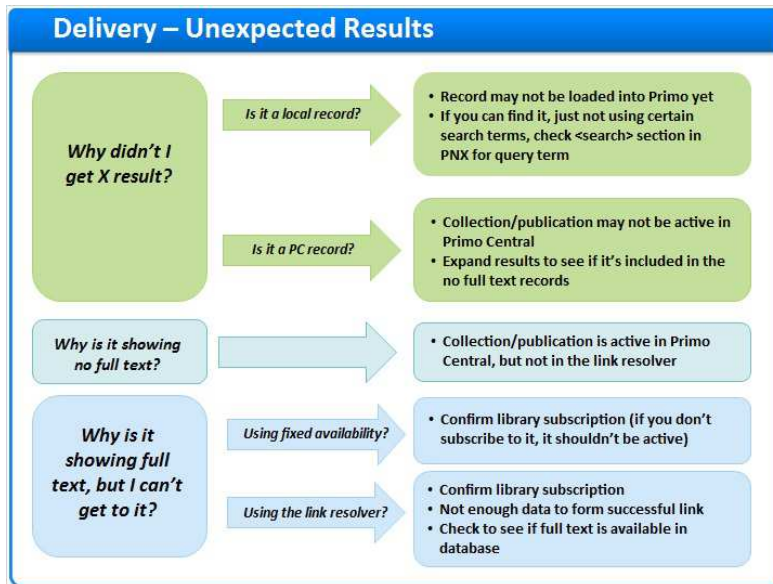 Delivery – Unexpected Results
Why didn't I
get X result?
Is it a local record?
• Record may not be loaded into Primo yet
• If you can find it, just not using certain
search terms, check <search> section in
PNX for query term
Is it a PC record?
• Collection/publication may not be active in
Primo Central
• Expand results to see if it's included in the
no full text records
Why is it showing
no full text?
• Collection/publication is active in Primo
Central, but not in the link resolver
Why is it
showing full
text, but I can't
get to it?
Using fixed availability?
• Confirm library subscription (if you don't
subscribe to it, it shouldn't be active)
Using the link resolver?
• Confirm library subscription
• Not enough data to form successful link
• Check to see if full text is available in
database